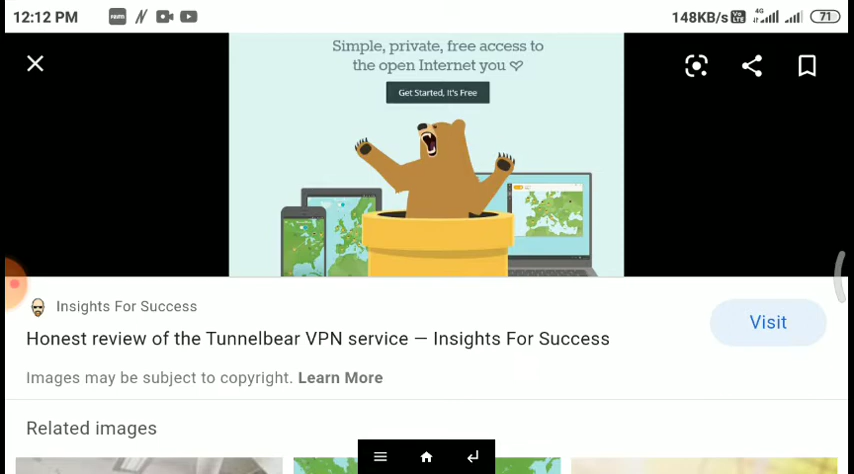 12:12 PM
148KB/s
4G
71
Simple, private, free access to
the open Internet you
Get Started, It's Free
Insights For Success
Honest review of the Tunnelbear VPN service — Insights For Success
Visit
Images may be subject to copyright. Learn More
Related images